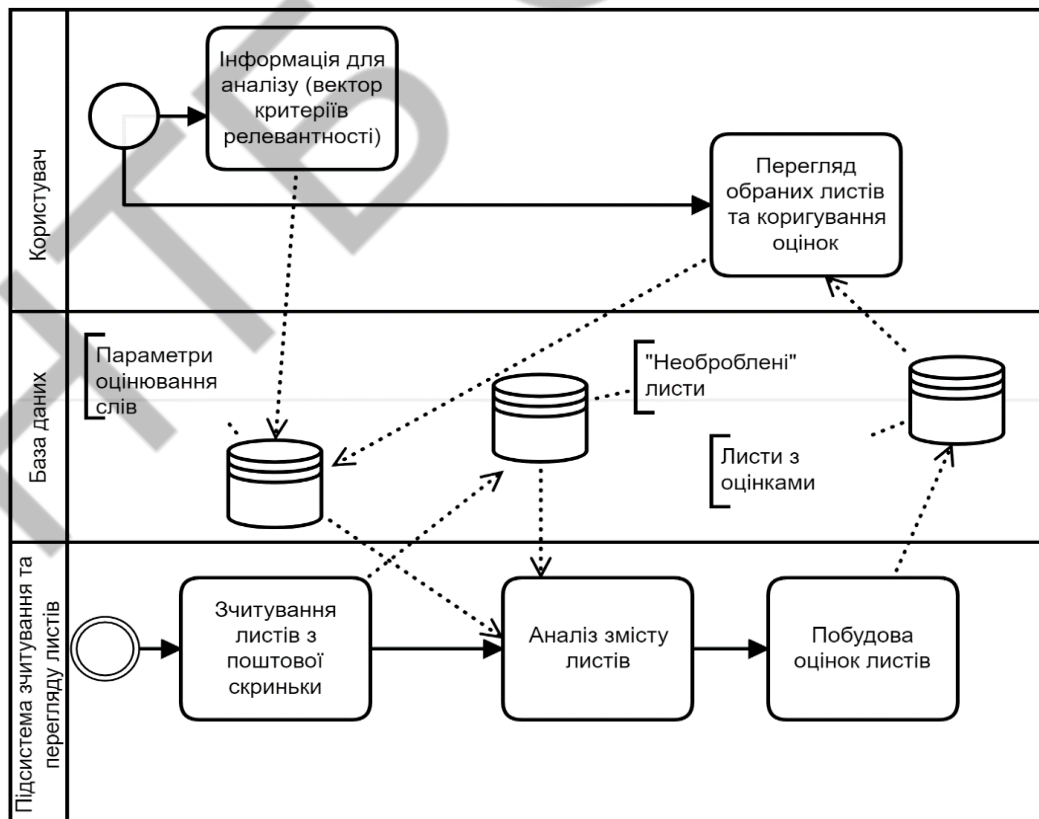 Користувач
Інформація для
аналізу (вектор
критеріїв
релевантності)
Перегляд
обраних листів
та коригування
оцінок
База даних
Параметри
оцінювання
слів
"Необроблені"
листи
Листи з
оцінками
Підсистема зчитування та
перегляду листів
Зчитування
листів з
поштової
скриньки
Аналіз змісту
листів
Побудова
оцінок листів